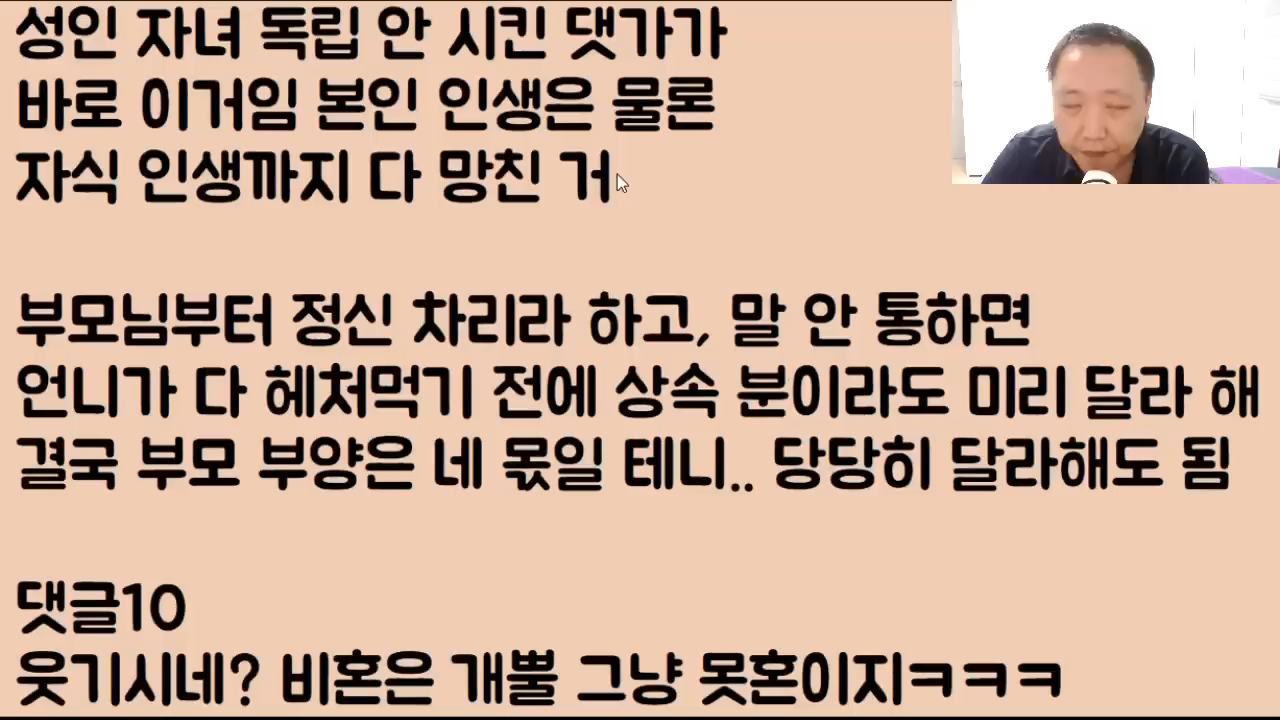 성인 자녀 독립 안 시킨 댓가가
바로 이거임 본인 인생은 물론
자식 인생까지 다 망친 거
부모님부터 정신 차리라 하고, 말 안 통하면
언니가 다 헤처먹기 전에 상속 분이라도 미리 달라 해
결국 부모 부양은 네 몫일 테니.. 당당히 달라해도 됨
댓글10
웃기시네? 비혼은 개뿔 그냥 못혼이지ㅋㅋㅋ